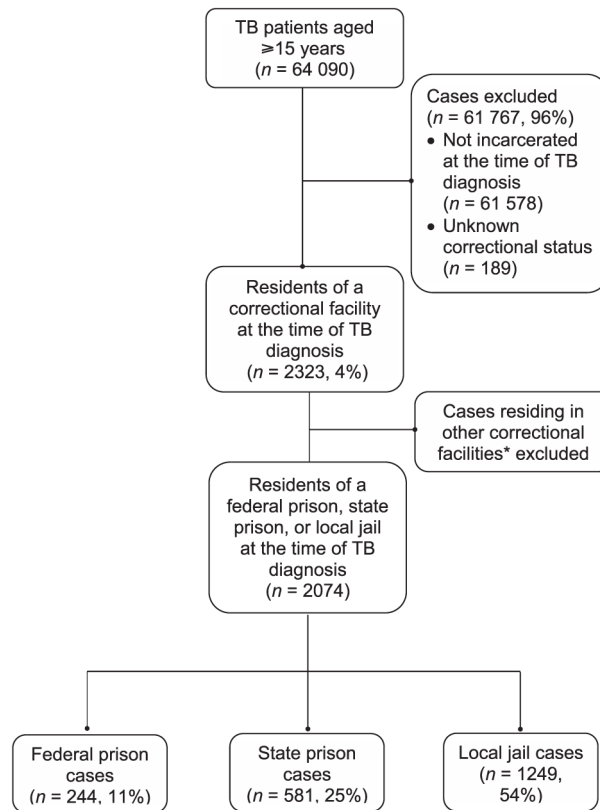 TB patients aged
⩾15 years
(n = 64 090)
Cases excluded
(n = 61 767, 96%)
• Not incarcerated
at the time of TB
diagnosis
(n = 61 578)
• Unknown
correctional status
(n = 189)
Residents of a
correctional facility
at the time of TB
diagnosis
(n = 2323, 4%)
Cases residing in
other correctional
facilities* excluded
Residents of a
federal prison, state
prison, or local jail
at the time of TB
diagnosis
(n = 2074)
Federal prison
cases
(n = 244, 11%)
State prison
cases
(n = 581, 25%)
Local jail cases
(n = 1249,
54%)